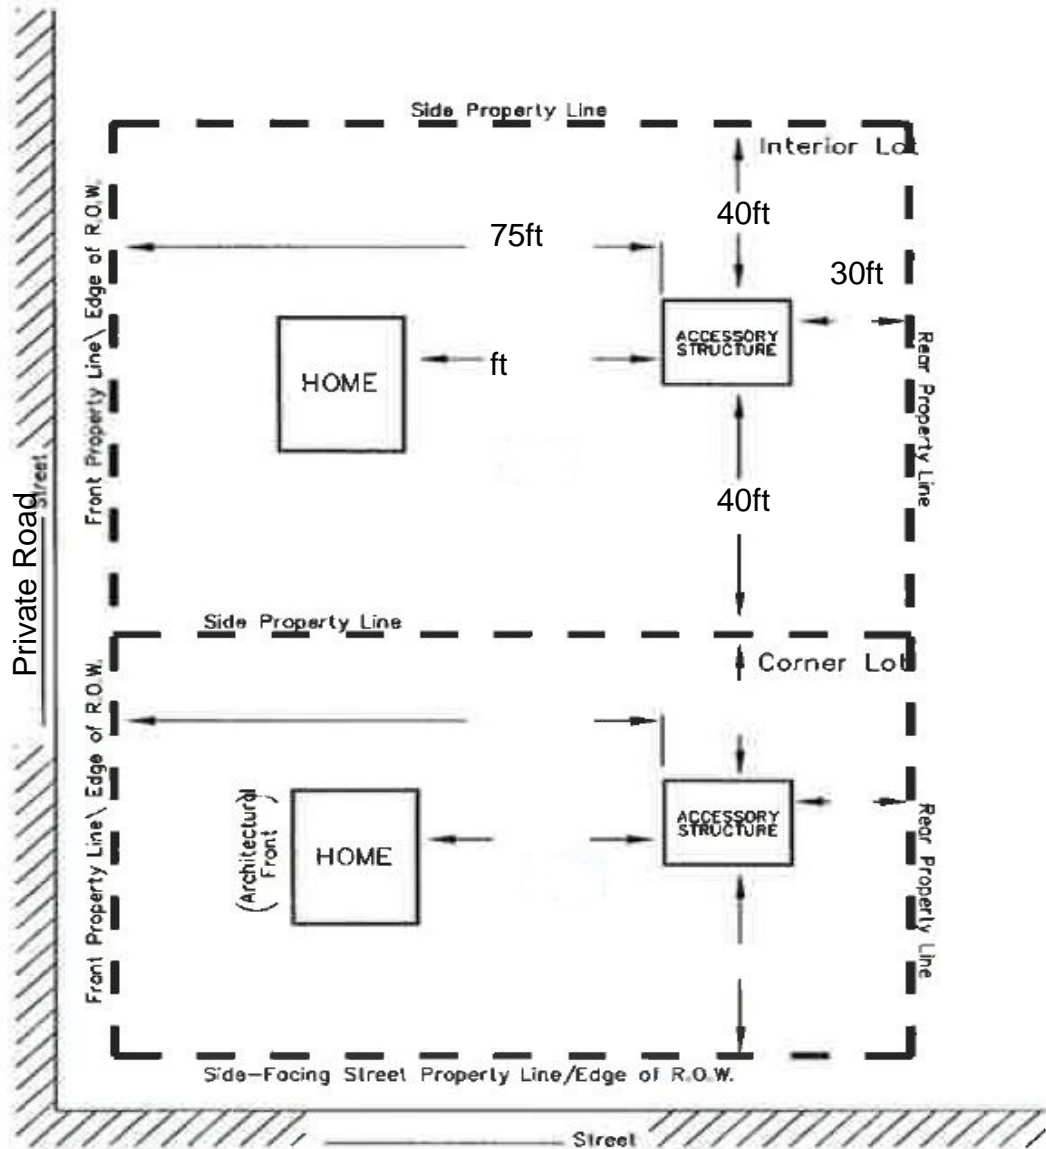 Side Property Line
Interior Lot
40ft
75ft
30ft
Front Property Line\ Edge of R.O.W.
ACCESSORY
STRUCTURE
HOME
ft
Rear Property Line
40ft
Street
Private Road
Side Property Line
Corner Lot
Front Property Line\ Edge of R.O.W.
(Architectural
Front)
HOME
ACCESSORY
STRUCTURE
Rear Property Line
Side-Facing Street Property Line/Edge of R.O.W.
Street